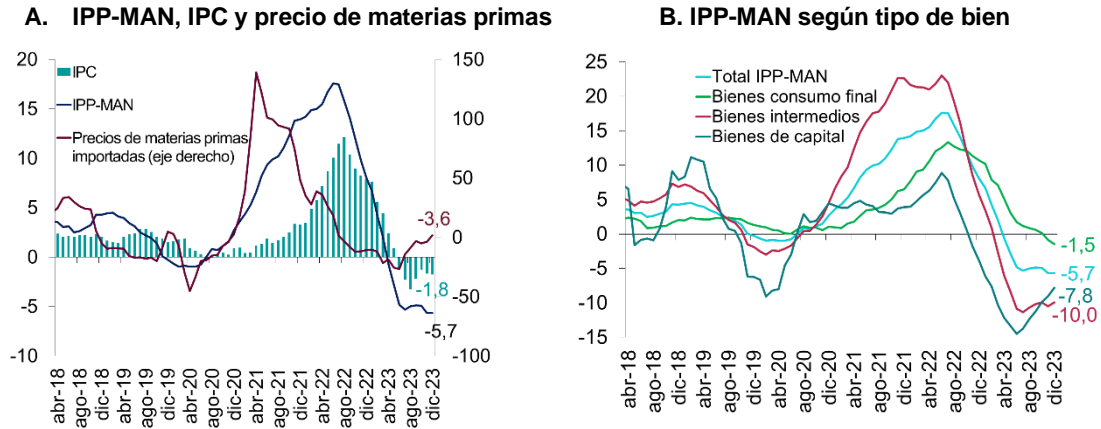 A. IPP-MAN, IPC y precio de materias primas
20
15
10
5
0
-5
-10
150
100
50
0
-50
-100
IPC
IPP-MAN
Precios de materias primas
importadas (eje derecho)
-3,6
-1,8
-5,7
abr-18
ago-18
dic-18
abr-19
ago-19
dic-19
abr-20
ago-20
dic-20
abr-21
ago-21
dic-21
abr-22
ago-22
dic-22
abr-23
ago-23
dic-23
B. IPP-MAN según tipo de bien
25
20
15
10
5
0
-5
-10
-15
Total IPP-MAN
Bienes consumo final
Bienes intermedios
Bienes de capital
-1,5
-5,7
-7,8
-10,0
abr-18
ago-18
dic-18
abr-19
ago-19
dic-19
abr-20
ago-20
dic-20
abr-21
ago-21
dic-21
abr-22
ago-22
dic-22
abr-23
ago-23
dic-23